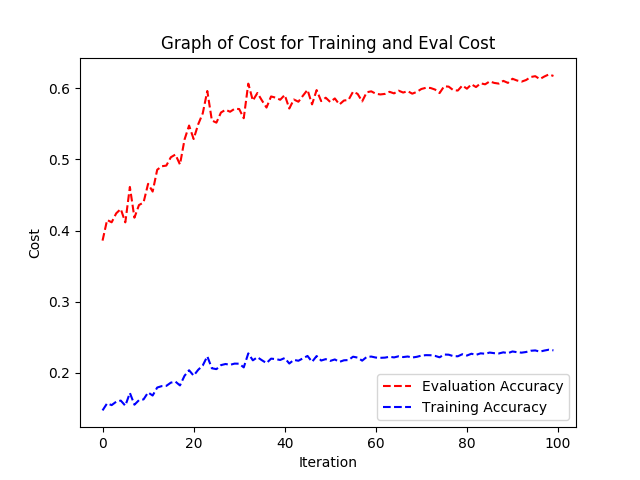 Graph of Cost for Training and Eval Cost
0.6
0.5
0.4
0.3
0.2
Cost
0 20 40 60 80 100
Iteration
Evaluation Accuracy
Training Accuracy